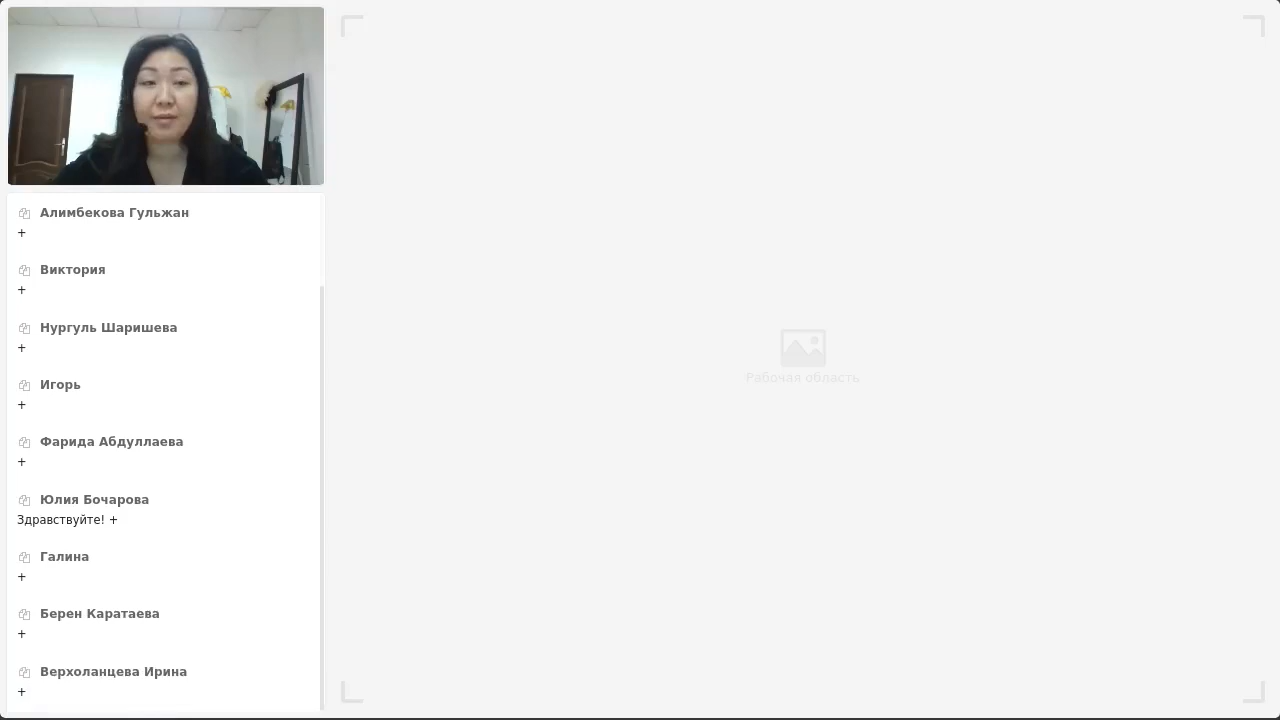 Алимбекова Гульжан
+
Виктория
+
Нургуль Шаришева
+
Игорь
+
Фарида Абдуллаева
+
Юлия Бочарова
Здравствуйте! +
Галина
+
Берен Каратаева
+
Верхоланцева Ирина
+
Рабочая область